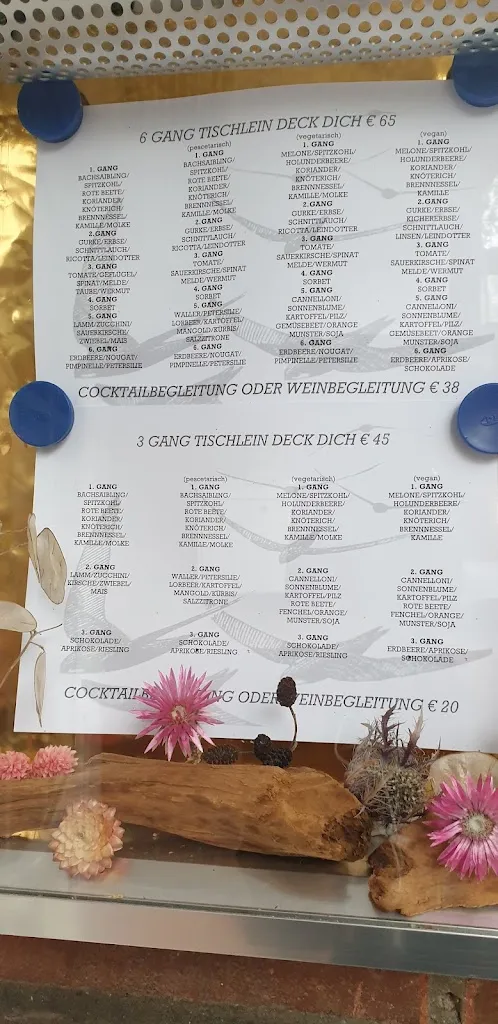 6 GANG TISCHLEIN DECK DICH € 65
1. GANG
BACHSAIBLING/
SPITZKOHL/
ROTE BEETE/
KORIANDER/
KNÖTERICH/
BRENNNESSEL/
KAMILLE/MOLKE
2.GANG
GURKE/ERBSE/
SCHNITTLAUCH/
RICOTTA/LEINDOTTER
3. GANG
TOMATE/GEFLÜGEL/
SPINAT/MELDE/
TAUBE/WERMUT
4. GANG
SORBET
5. GANG
LAMM/ZUCCHINI/
SAUERKIRSCHE/
ZWIEBEL/MAIS
6. GANG
ERDBEERE/NOUGAT/
PIMPINELLE/PETERSILIE
(pescetarisch)
1. GANG
BACHSAIBLING/
SPITZKOHL/
ROTE BEETE/
KORIANDER/
KNÖTERICH/
BRENNNESSEL/
KAMILLE/MOLKE
2. GANG
GURKE/ERBSE/
SCHNITTLAUCH/
RICOTTA/LEINDOTTER
3. GANG
TOMATE/
SAUERKIRSCHE/SPINAT
MELDE/WERMUT
4. GANG
SORBET
5. GANG
WALLER/PETERSILIE/
LORBEER/KARTOFFEL/
MANGOLD/KÜRBIS/
SALZZITRONE
6. GANG
ERDBEERE/NOUGAT/
PIMPINELLE/PETERSILIE
(vegetarisch)
1. GANG
MELONE/SPITZKOHL/
HOLUNDERBEERE/
KORIANDER/
KNÖTERICH/
BRENNNESSEL/
KAMILLE/MOLKE
2. GANG
GURKE/ERBSE/
SCHNITTLAUCH/
RICOTTA/LEINDOTTER
3. GANG
TOMATE/
SAUERKIRSCHE/SPINAT
MELDE/WERMUT
4. GANG
SORBET
5. GANG
CANNELLONI/
SONNENBLUME/
KARTOFFEL/PILZ/
GEMÜSEBEET/ORANGE
MUNSTER/SOJA
6. GANG
ERDBEERE/NOUGAT/
PIMPINELLE/PETERSILIE
(vegan)
1. GANG
MELONE/SPITZKOHL/
HOLUNDERBEERE/
KORIANDER/
KNÖTERICH/
BRENNNESSEL/
KAMILLE
2. GANG
GURKE/ERBSE/
KICHERERBSE/
SCHNITTLAUCH/
LINSEN/LEINDOTTER
3. GANG
TOMATE/
SAUERKIRSCHE/SPINAT
MELDE/WERMUT
4. GANG
SORBET
5. GANG
CANNELLONI/
SONNENBLUME/
KARTOFFEL/PILZ/
GEMÜSEBEET/ORANGE/
MUNSTER/SOJA
6. GANG
ERDBEERE/APRIKOSE/
SCHOKOLADE
COCKTAILBEGLEITUNG ODER WEINBEGLEITUNG € 38
3 GANG TISCHLEIN DECK DICH € 45
1. GANG
BACHSAIBLING/
SPITZKOHL/
ROTE BEETE/
KORIANDER/
KNÖTERICH/
BRENNNESSEL/
KAMILLE/MOLKE
2. GANG
LAMM/ZUCCHINI/
KIRSCHE/ZWIEBEL/
MAIS
3. GANG
SCHOKOLADE/
APRIKOSE/RIESLING
(pescetarisch)
1. GANG
BACHSAIBLING/
SPITZKOHL/
ROTE BEETE/
KORIANDER/
KNÖTERICH/
BRENNNESSEL/
KAMILLE/MOLKE
2. GANG
WALLER/PETERSILIE/
LORBEER/KARTOFFEL/
MANGOLD/KÜRBIS/
SALZZITRONE
3. GANG
SCHOKOLADE/
APRIKOSE/RIESLING
(vegetarisch)
1. GANG
MELONE/SPITZKOHL/
HOLUNDERBEERE/
KORIANDER/
KNÖTERICH/
BRENNNESSEL/
KAMILLE/MOLKE
2. GANG
CANNELLONI/
SONNENBLUME/
KARTOFFEL/PILZ
ROTE BEETE/
FENCHEL/ORANGE/
MUNSTER/SOJA
3. GANG
SCHOKOLADE/
APRIKOSE/RIESLING
(vegan)
1. GANG
MELONE/SPITZKOHL/
HOLUNDERBEERE/
KORIANDER/
KNÖTERICH/
BRENNNESSEL/
KAMILLE
2. GANG
CANNELLONI/
SONNENBLUME/
KARTOFFEL/PILZ
ROTE BEETE/
FENCHEL/ORANGE/
MUNSTER/SOJA
3. GANG
ERDBEERE/APRIKOSE/
SCHOKOLADE
NG ODER WEINBEGLEITUNG € 20